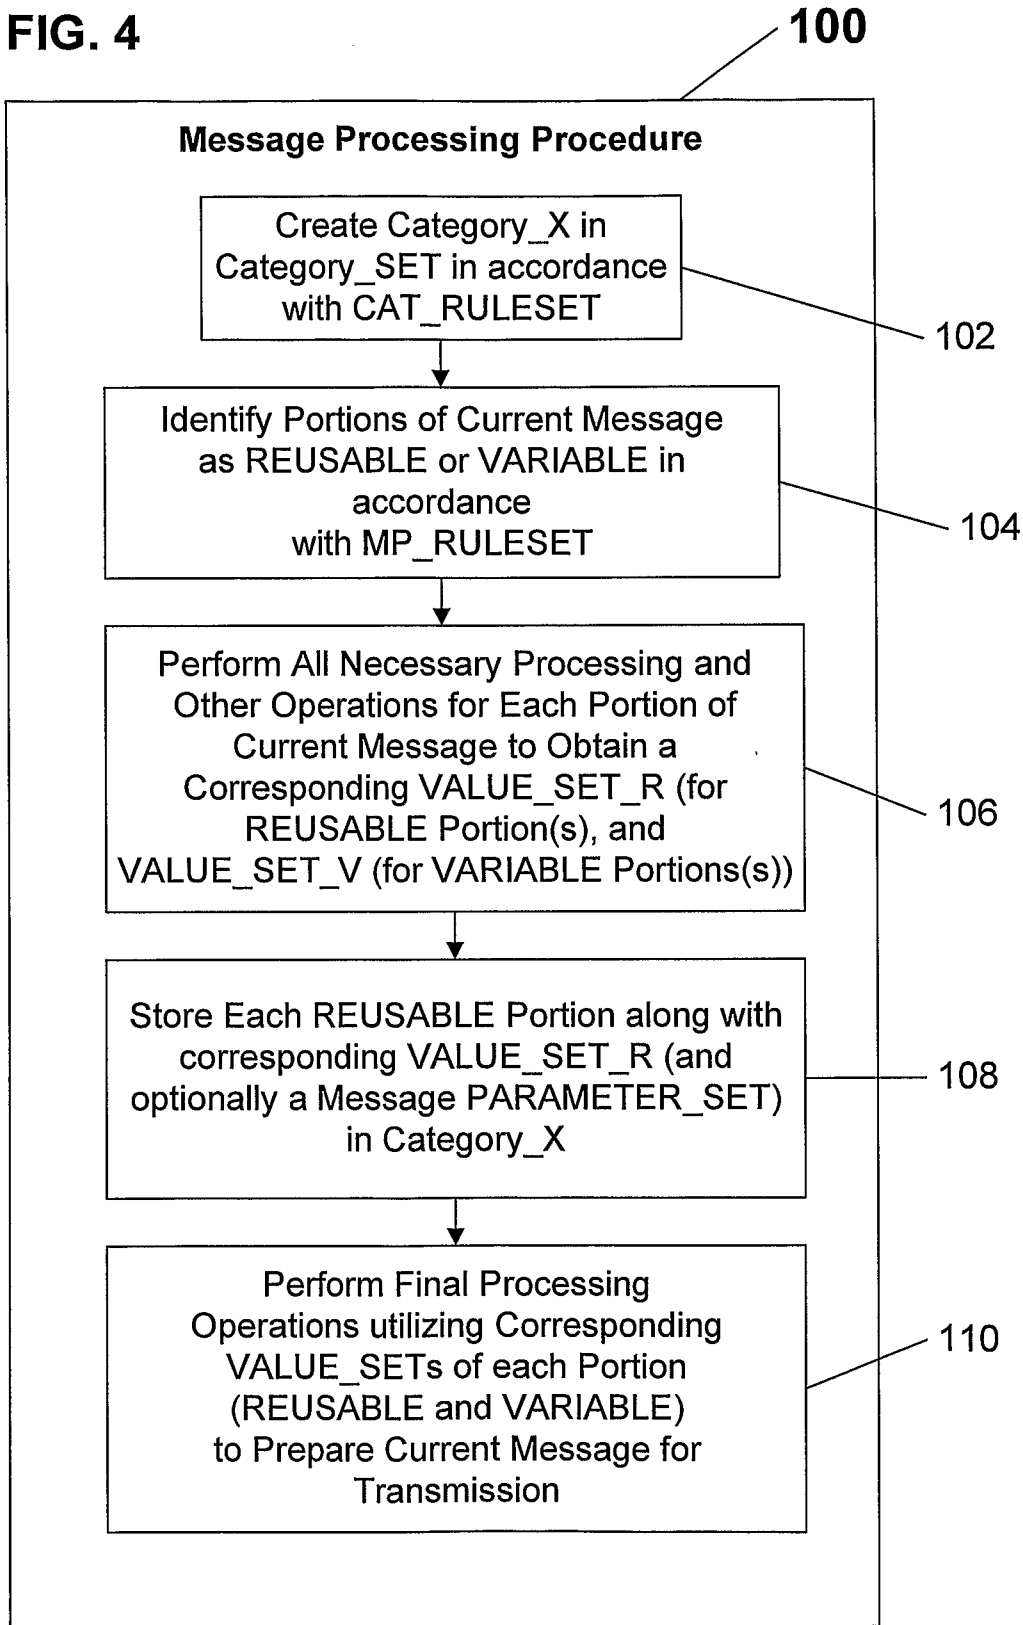 FIG. 4
100
Message Processing Procedure
Create Category_X in
Category_SET in accordance
with CAT_RULESET
102
Identify Portions of Current Message
as REUSABLE or VARIABLE in
accordance
with MP_RULESET
104
Perform All Necessary Processing and
Other Operations for Each Portion of
Current Message to Obtain a
Corresponding VALUE_SET_R (for
REUSABLE Portion(s), and
VALUE_SET_V (for VARIABLE Portions(s))
106
Store Each REUSABLE Portion along with
corresponding VALUE_SET_R (and
optionally a Message PARAMETER_SET)
in Category_X
108
Perform Final Processing
Operations utilizing Corresponding
VALUE_SETs of each Portion
(REUSABLE and VARIABLE)
to Prepare Current Message for
Transmission
110